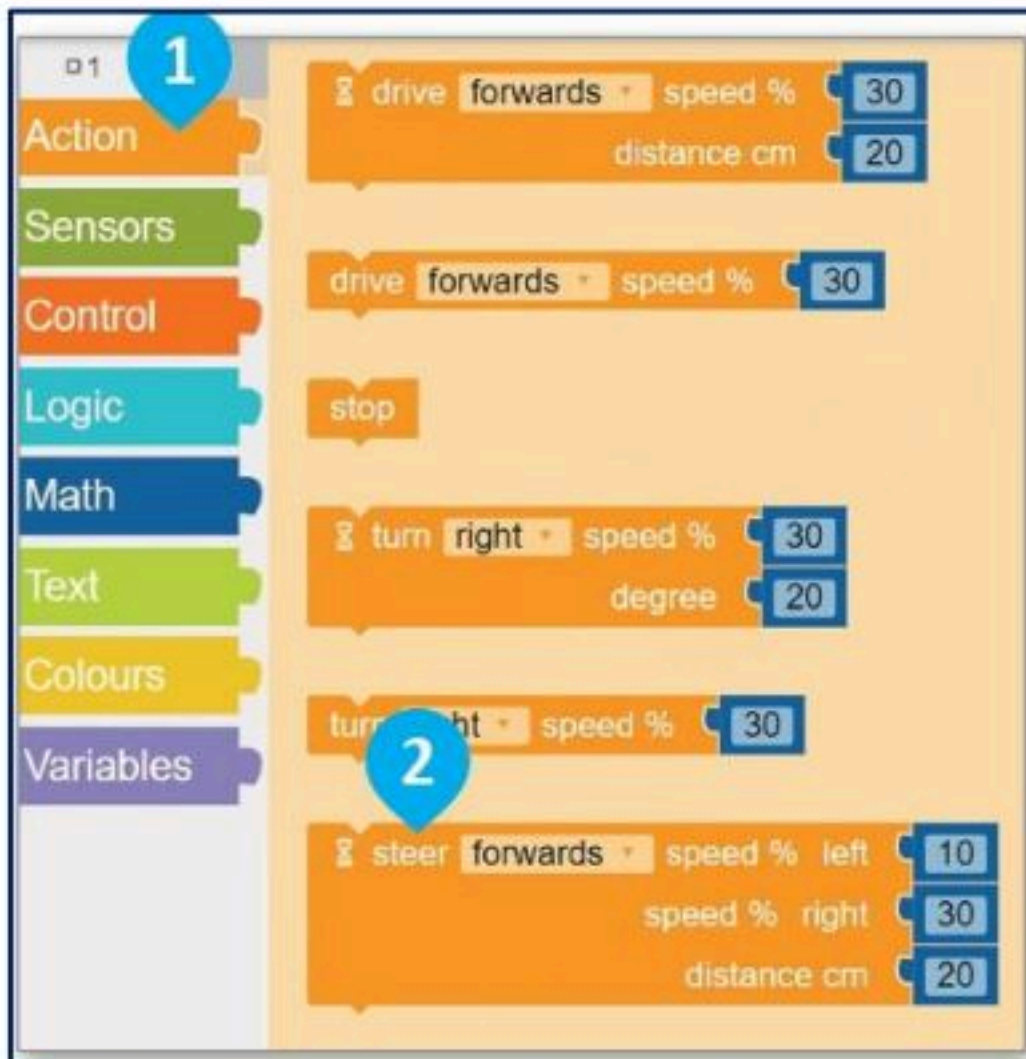 1
1
Action
Sensors
Control
Logic
Math
Text
Colours
Variables
drive forwards speed % 30
distance cm 20
drive forwards speed % 30
stop
turn right speed % 30
degree 20
speed % 30
2
steer forwards speed % left 10
speed % right 30
distance cm 20